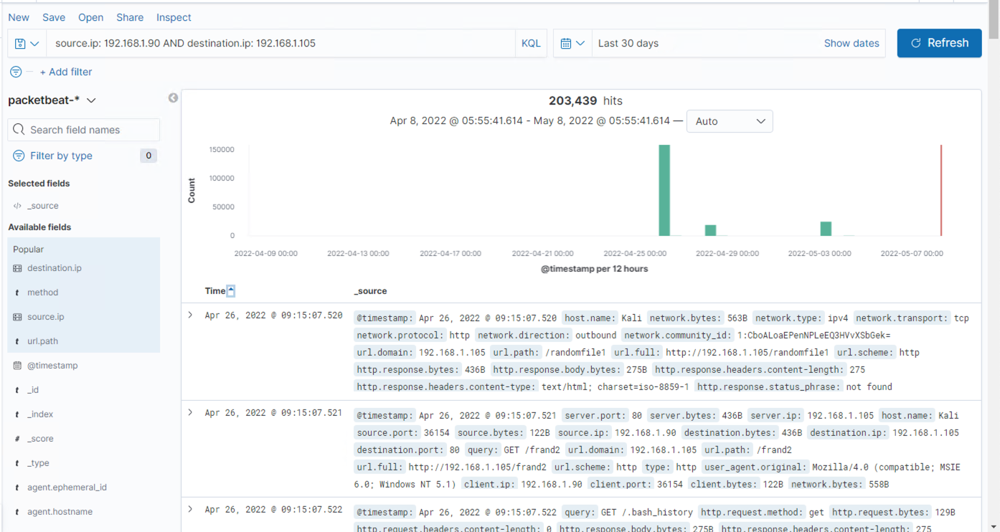 New Save Open Share Inspect
source.ip: 192.168.1.90 AND destination.ip: 192.168.1.105 KQL Last 30 days Show dates Refresh
+ Add filter
packetbeat-*
Search field names
Filter by type 0
Selected fields
_source
Available fields
Popular
destination.ip
t method
source.ip
t url.path
@timestamp
t _id
t _index
# _score
t _type
t agent.ephemeral_id
t agent.hostname
203,439 hits
Apr 8, 2022 @ 05:55:41.614 - May 8, 2022 @ 05:55:41.614 — Auto
Count
150000
100000
50000
0
2022-04-09 00:00 2022-04-13 00:00 2022-04-17 00:00 2022-04-21 00:00 2022-04-25 00:00 2022-04-29 00:00 2022-05-03 00:00 2022-05-07 00:00
@timestamp per 12 hours
Time _source
Apr 26, 2022 @ 09:15:07.520 @timestamp: Apr 26, 2022 @ 09:15:07.520 host.name: Kali network.bytes: 563B network.type: ipv4 network.transport: tcp
network.protocol: http network.direction: outbound network.community_id: 1:CboALoaEPenNPLeEQ3HVvXSbGek=
url.domain: 192.168.1.105 url.path: /randomfile1 url.full: http://192.168.1.105/randomfile1 url.scheme: http
http.response.bytes: 436B http.response.body.bytes: 275B http.response.headers.content-length: 275
http.response.headers.content-type: text/html; charset=iso-8859-1 http.response.status_phrase: not found
Apr 26, 2022 @ 09:15:07.521 @timestamp: Apr 26, 2022 @ 09:15:07.521 server.port: 80 server.bytes: 436B server.ip: 192.168.1.105 host.name: Kali
source.port: 36154 source.bytes: 122B source.ip: 192.168.1.90 destination.bytes: 436B destination.ip: 192.168.1.105
destination.port: 80 query: GET /frand2 url.domain: 192.168.1.105 url.path: /frand2
url.full: http://192.168.1.105/frand2 url.scheme: http type: http user_agent.original: Mozilla/4.0 (compatible; MSIE
6.0; Windows NT 5.1) client.ip: 192.168.1.90 client.port: 36154 client.bytes: 122B network.bytes: 558B
Apr 26, 2022 @ 09:15:07.522 @timestamp: Apr 26, 2022 @ 09:15:07.522 query: GET /.bash_history http.request.method: get http.request.bytes: 129B
http.request.headers.content-length: 0 http.response.body.bytes: 275B http.response.headers.content-length: 275